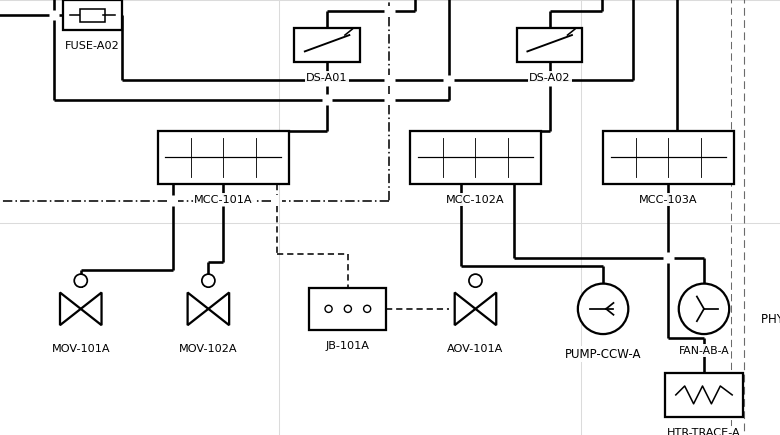 FUSE-A02
DS-A01
DS-A02
MCC-101A
MCC-102A
MCC-103A
PHY
MOV-101A
MOV-102A
JB-101A
AOV-101A
PUMP-CCW-A
FAN-AB-A
HTR-TRACE-A